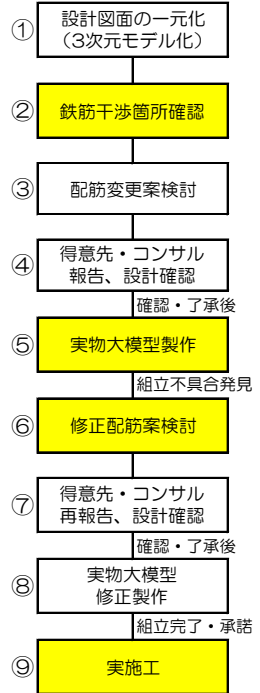 ①
設計図面の一元化
（3次元モデル化）
②
鉄筋干渉箇所確認
③
配筋変更案検討
④
得意先・コンサル
報告、設計確認
確認・了承後
⑤
実物大模型製作
組立不具合発見
⑥
修正配筋案検討
⑦
得意先・コンサル
再報告、設計確認
確認・了承後
⑧
実物大模型
修正製作
組立完了・承諾
⑨
実施工